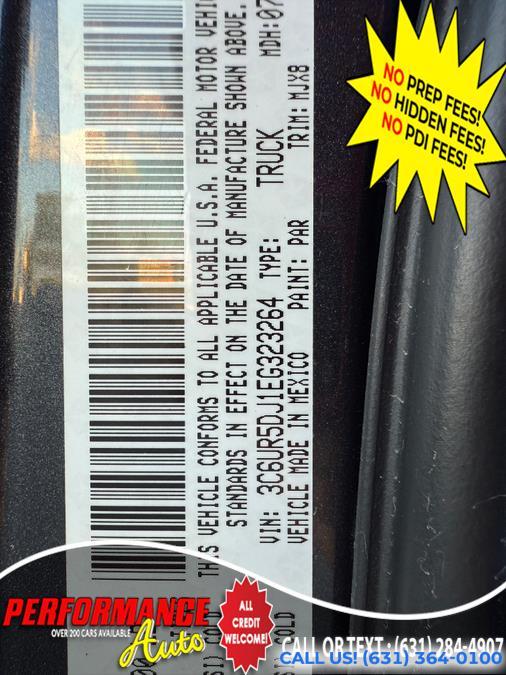 THIS VEHICLE CONFORMS TO ALL APPLICABLE U.S.A. FEDERAL MOTOR VEHI
STANDARDS IN EFFECT ON THE DATE OF MANUFACTURE SHOWN ABOVE.
VIN: 3C6UR5DJ1EG323264 TYPE: TRUCK MDH:07
VEHICLE MADE IN MEXICO PAINT: PAR TRIM: MJX8
NO PREP FEES!
NO HIDDEN FEES!
NO PDI FEES!
PERFORMANCE
OVER 200 CARS AVAILABLE
Auto
ALL
CREDIT
WELCOME!
CALL OR TEXT : (631) 284-4907
CALL US! (631) 364-0100